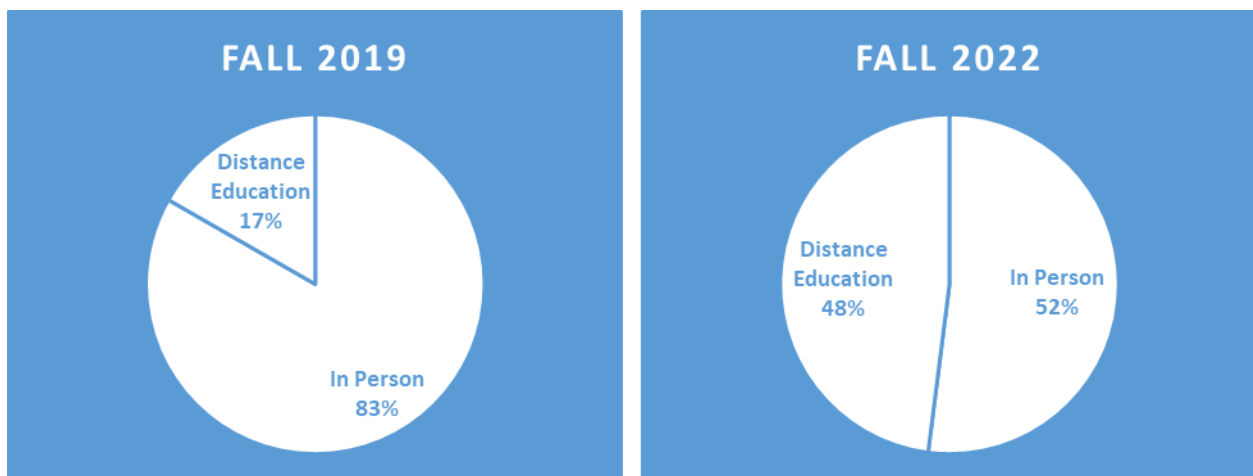 FALL 2019
Distance
Education
17%
In Person
83%
FALL 2022
Distance
Education
48%
In Person
52%